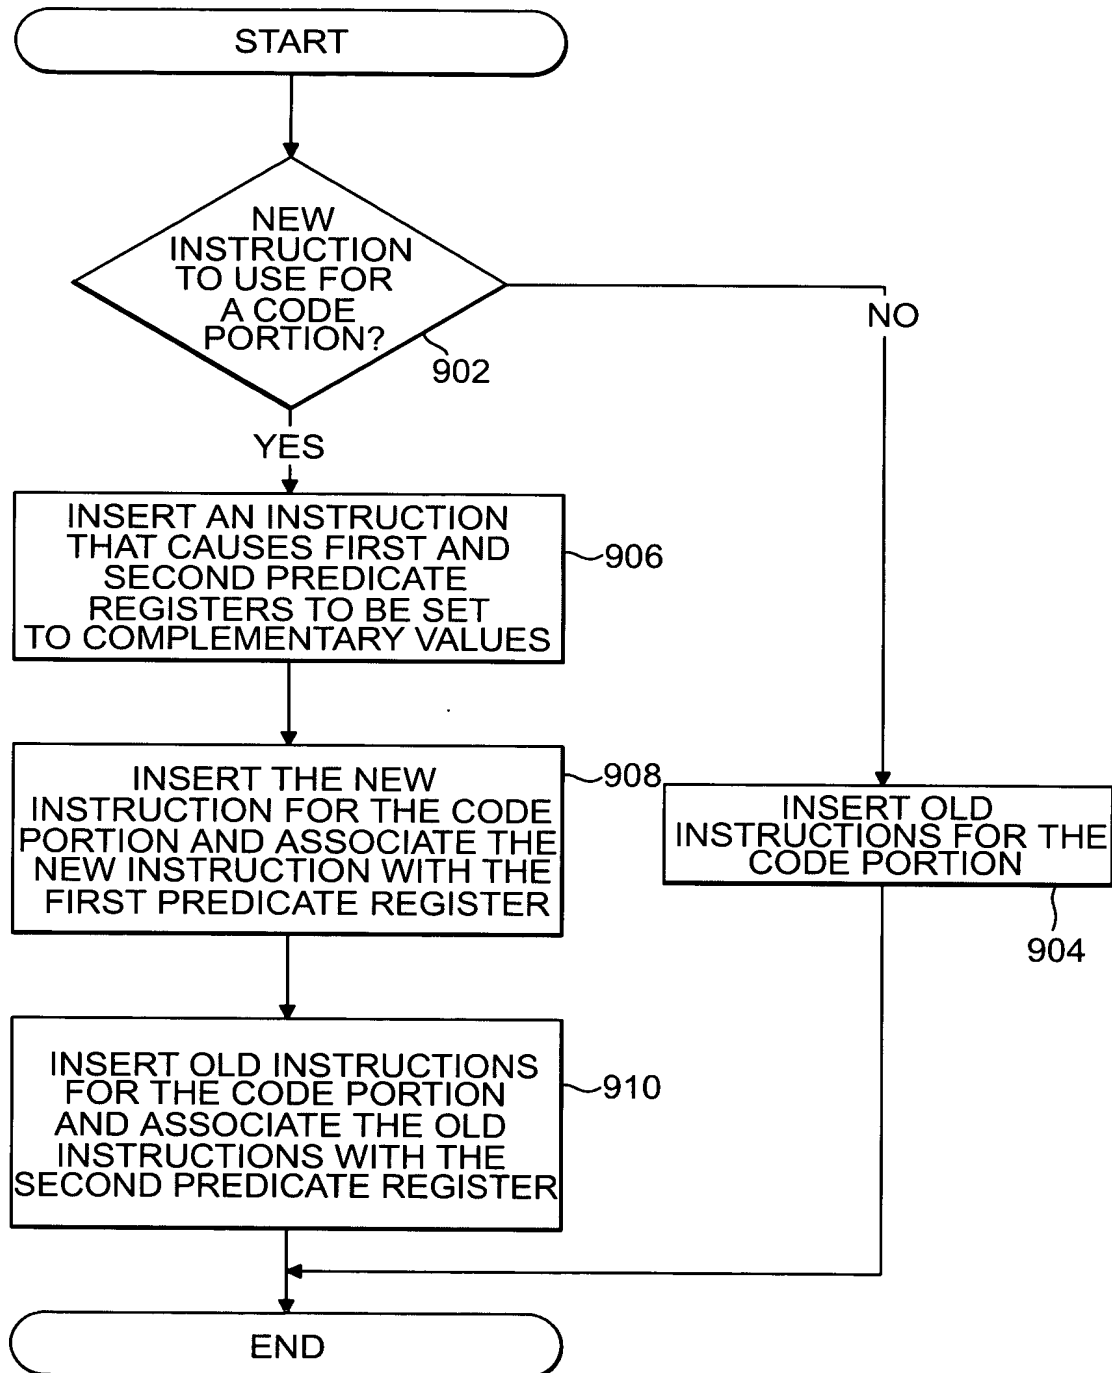 START
NEW
INSTRUCTION
TO USE FOR
A CODE
PORTION?
902
NO
YES
INSERT AN INSTRUCTION
THAT CAUSES FIRST AND
SECOND PREDICATE
REGISTERS TO BE SET
TO COMPLEMENTARY VALUES
906
INSERT THE NEW
INSTRUCTION FOR THE CODE
PORTION AND ASSOCIATE THE
NEW INSTRUCTION WITH THE
FIRST PREDICATE REGISTER
908
INSERT OLD
INSTRUCTIONS FOR THE
CODE PORTION
904
INSERT OLD INSTRUCTIONS
FOR THE CODE PORTION
AND ASSOCIATE THE OLD
INSTRUCTIONS WITH THE
SECOND PREDICATE REGISTER
910
END